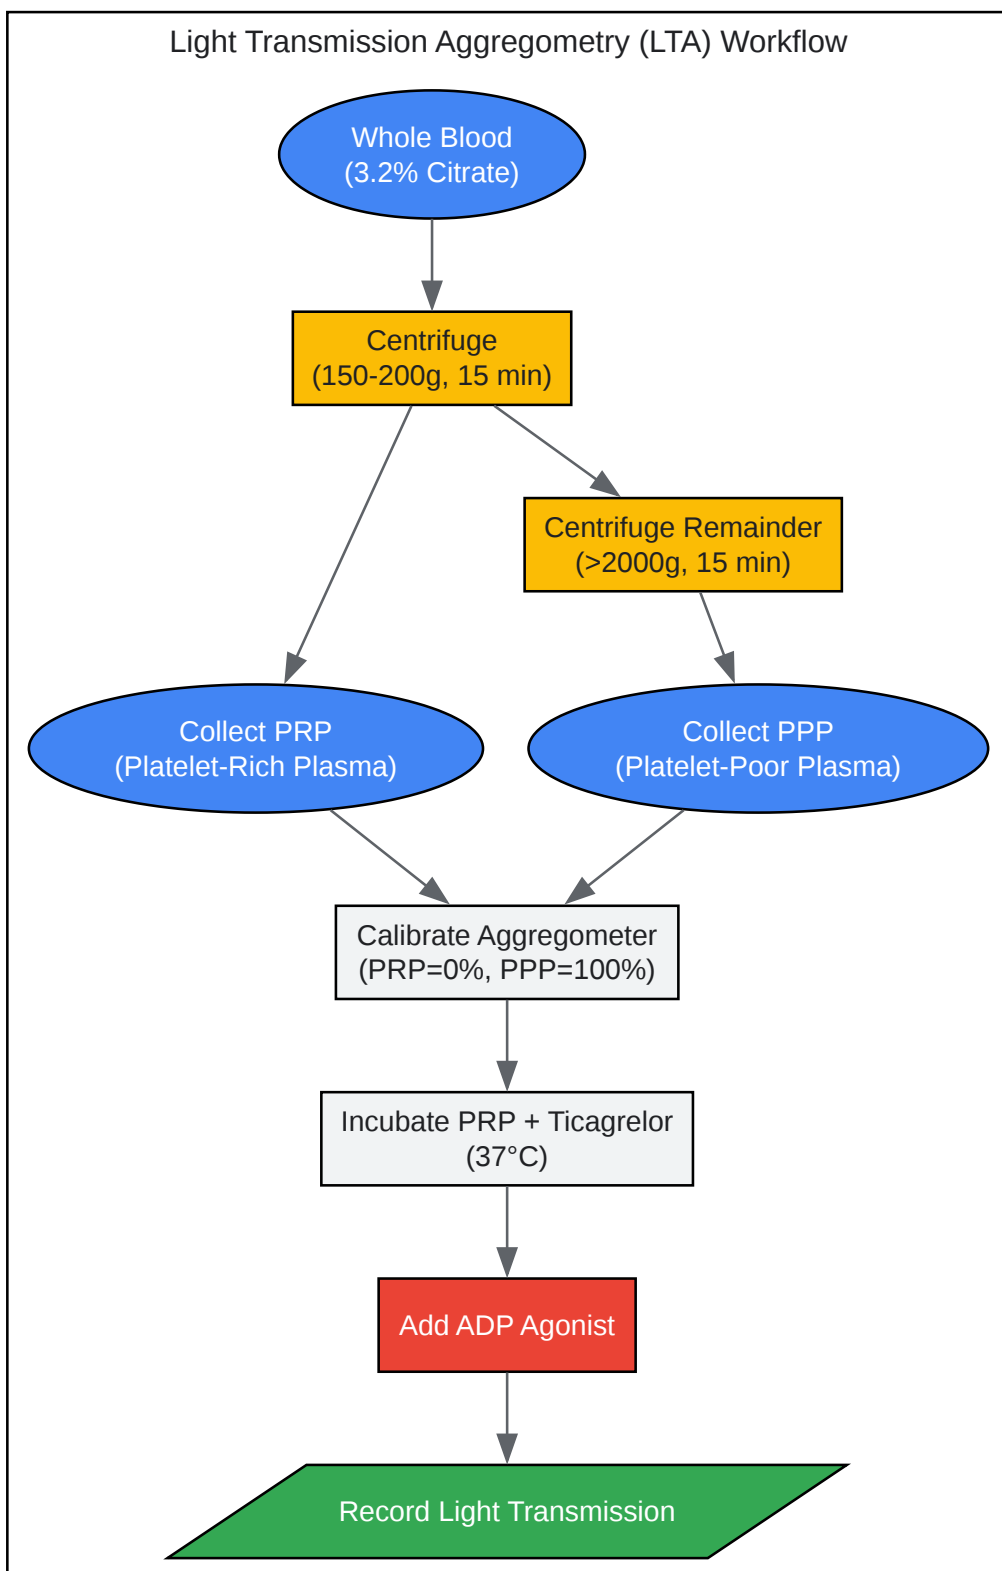 Light Transmission Aggregometry (LTA) Workflow
Whole Blood
(3.2% Citrate)
Centrifuge
(150-200g, 15 min)
Centrifuge Remainder
(>2000g, 15 min)
Collect PRP
(Platelet-Rich Plasma)
Collect PPP
(Platelet-Poor Plasma)
Calibrate Aggregometer
(PRP=0%, PPP=100%)
Incubate PRP + Ticagrelor
(37°C)
Add ADP Agonist
Record Light Transmission